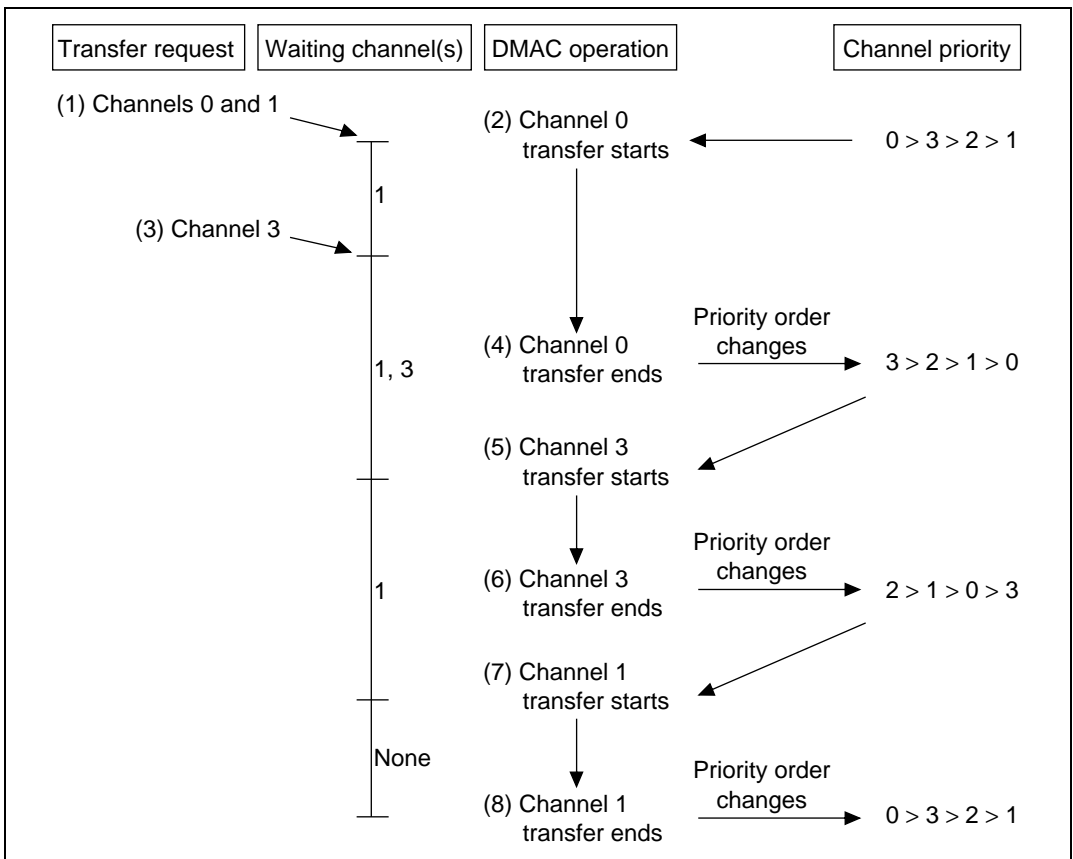 Transfer request
Waiting channel(s)
DMAC operation
Channel priority
(1) Channels 0 and 1
(2) Channel 0
transfer starts
0 > 3 > 2 > 1
1
(3) Channel 3
1, 3
(4) Channel 0
transfer ends
Priority order
changes
3 > 2 > 1 > 0
(5) Channel 3
transfer starts
1
(6) Channel 3
transfer ends
Priority order
changes
2 > 1 > 0 > 3
(7) Channel 1
transfer starts
None
(8) Channel 1
transfer ends
Priority order
changes
0 > 3 > 2 > 1